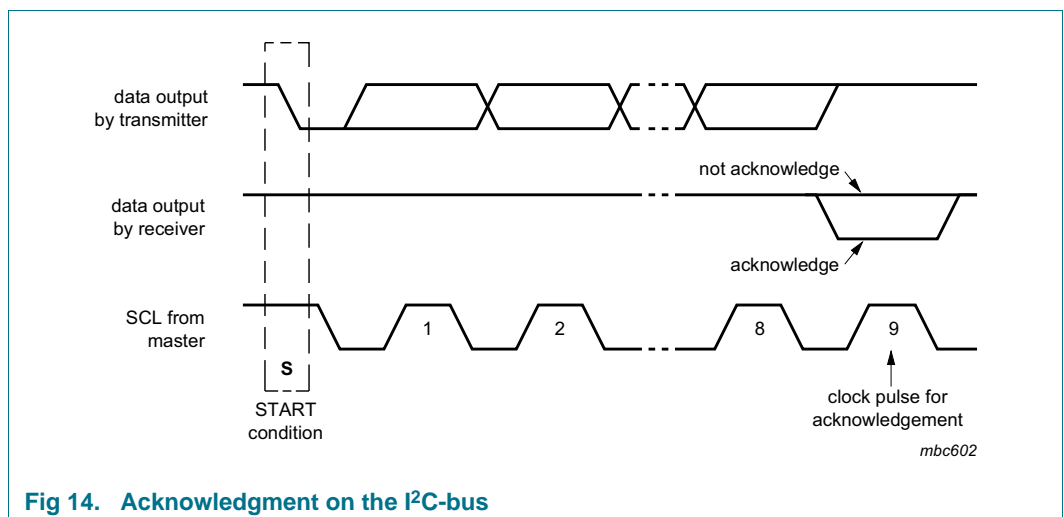 data output
by transmitter
not acknowledge
data output
by receiver
acknowledge
SCL from
master
1
2
8
9
S
START
condition
clock pulse for
acknowledgement
mbc602
Fig 14. Acknowledgment on the I²C-bus